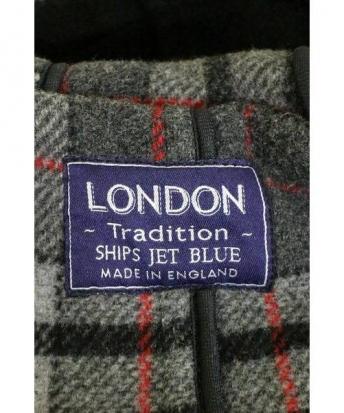 LONDON
~ Tradition ~
SHIPS JET BLUE
MADE IN ENGLAND